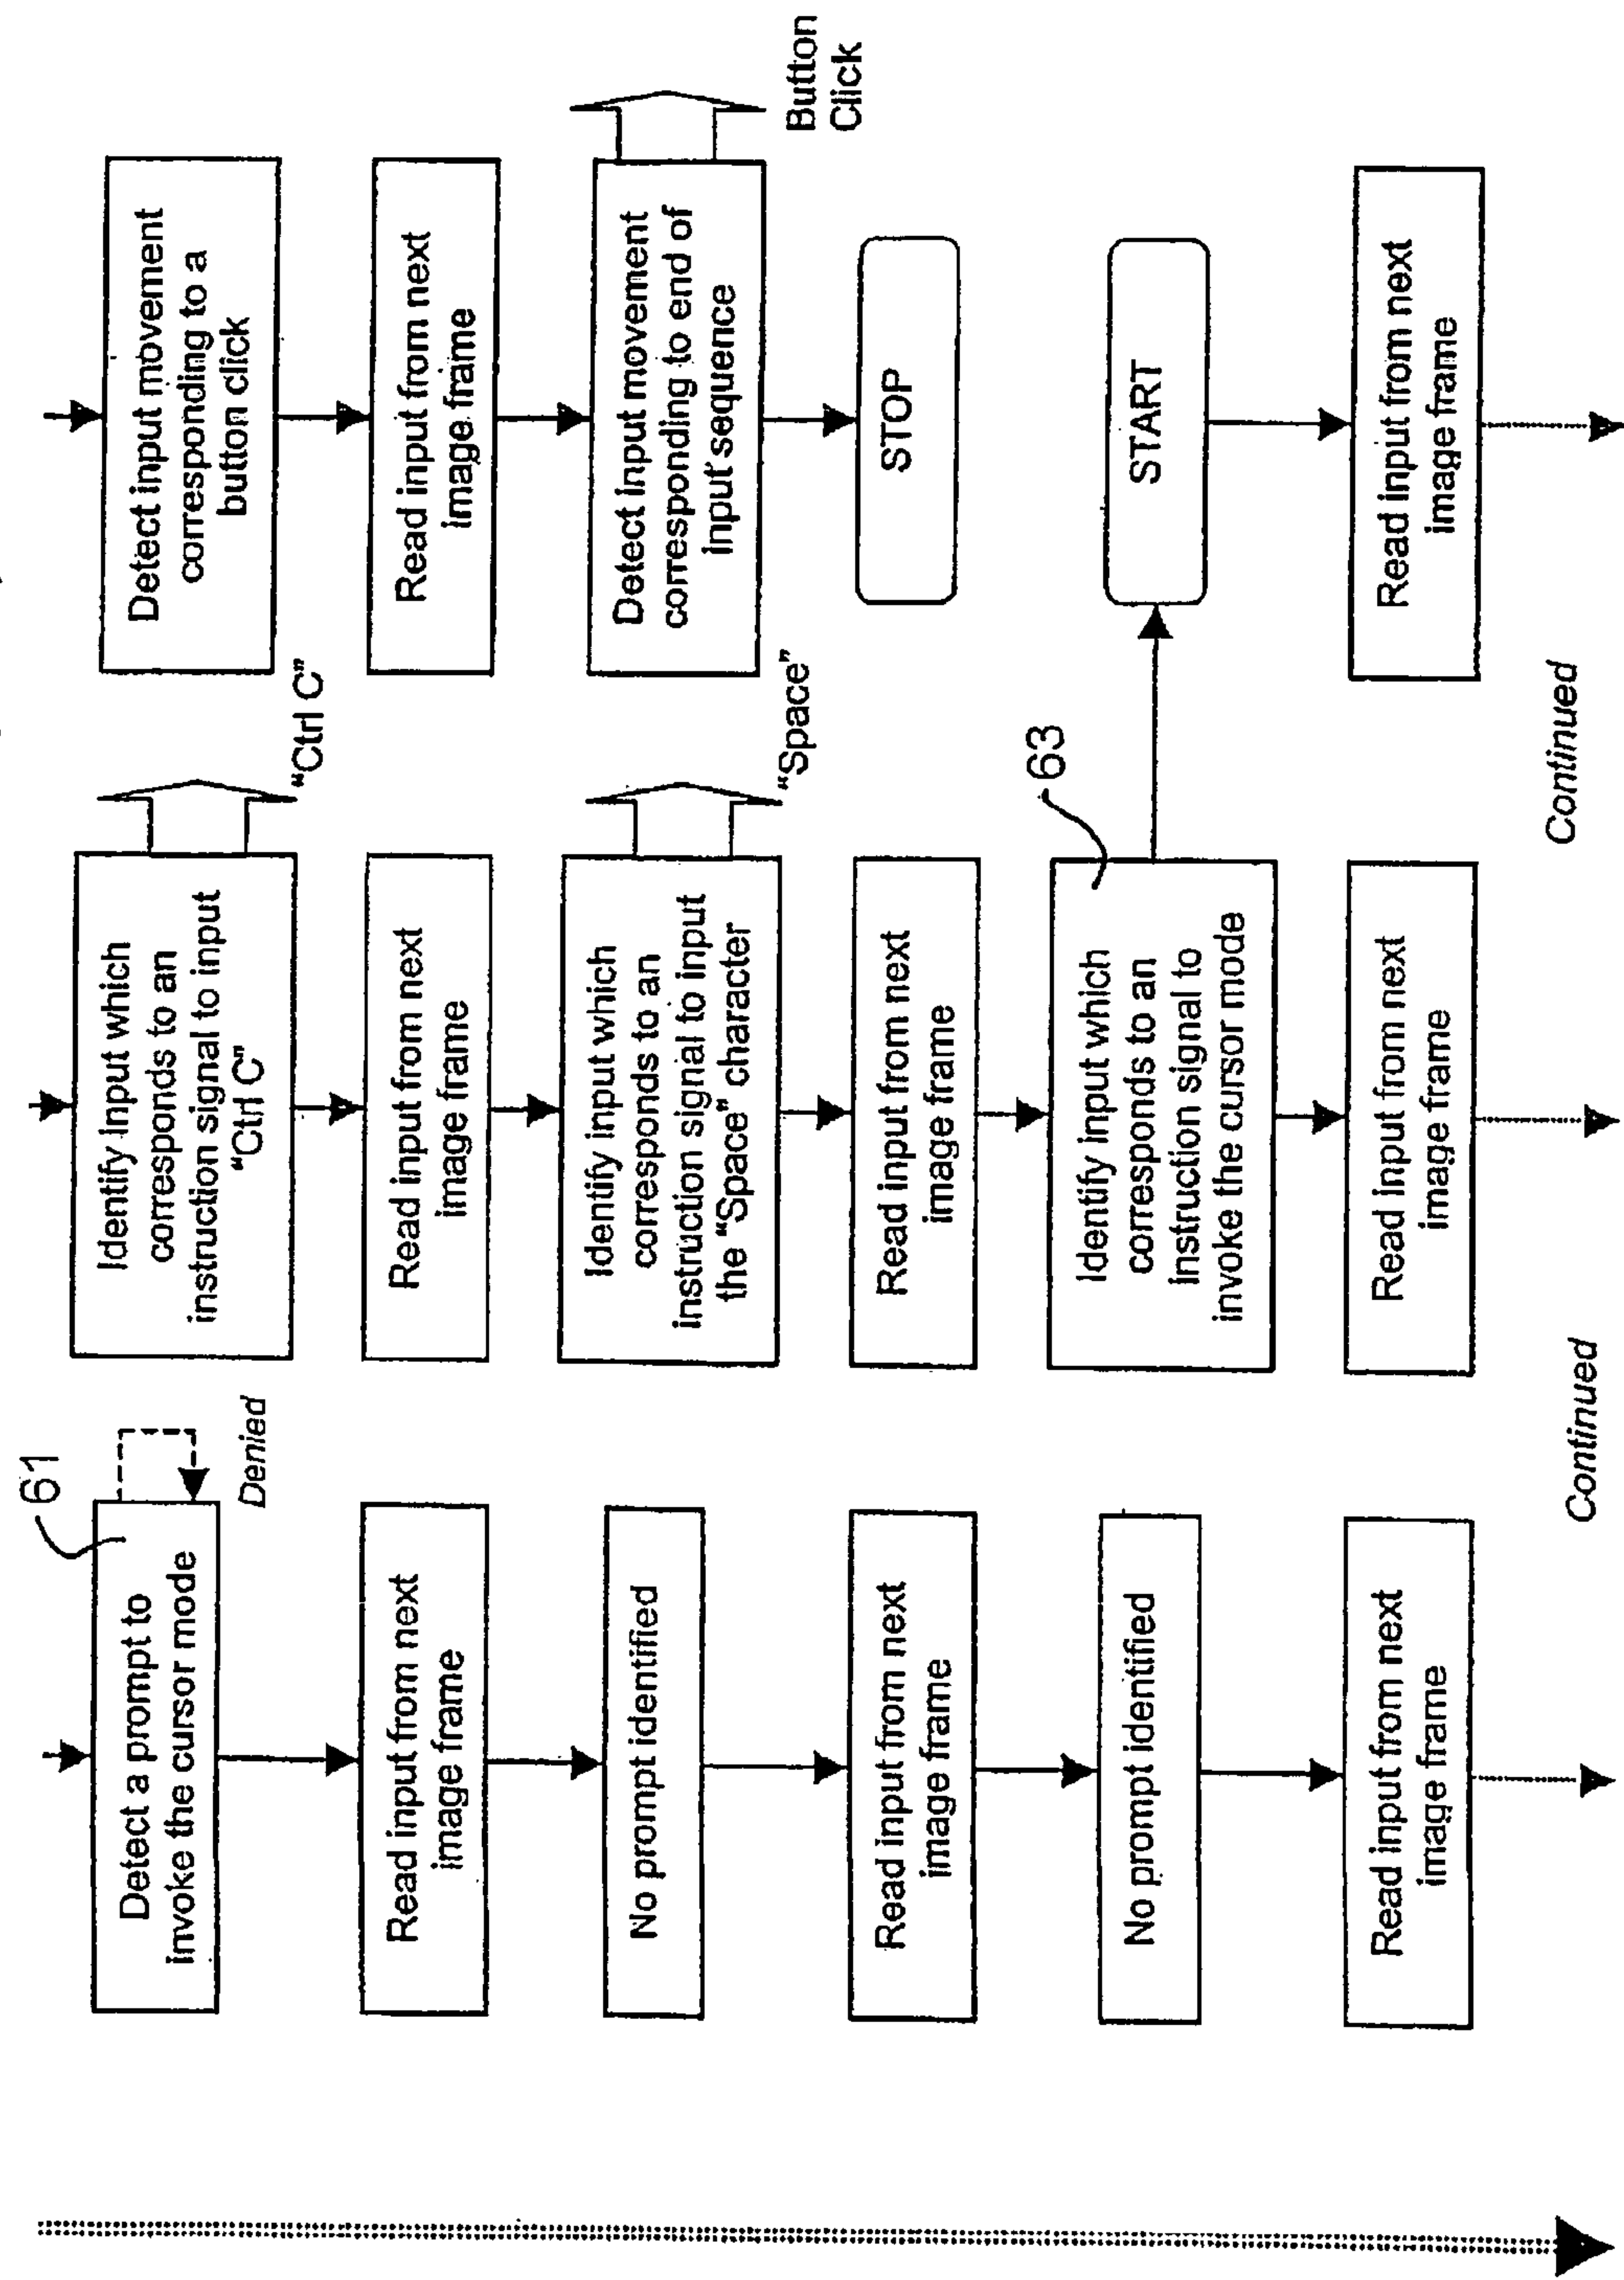 61
Detect a prompt to
invoke the cursor mode
Denied
Read input from next
image frame
No prompt identified
Read input from next
image frame
No prompt identified
Read input from next
image frame
Continued
Identify input which
corresponds to an
instruction signal to input
"Ctrl C"
"Ctrl C"
Read input from next
image frame
Identify input which
corresponds to an
instruction signal to input
the "Space" character
"Space"
Read input from next
image frame
63
Identify input which
corresponds to an
instruction signal to
invoke the cursor mode
Read input from next
image frame
Continued
Detect input movement
corresponding to a
button click
Read input from next
image frame
Detect input movement
corresponding to end of
input sequence
Button
Click
STOP
START
Read input from next
image frame